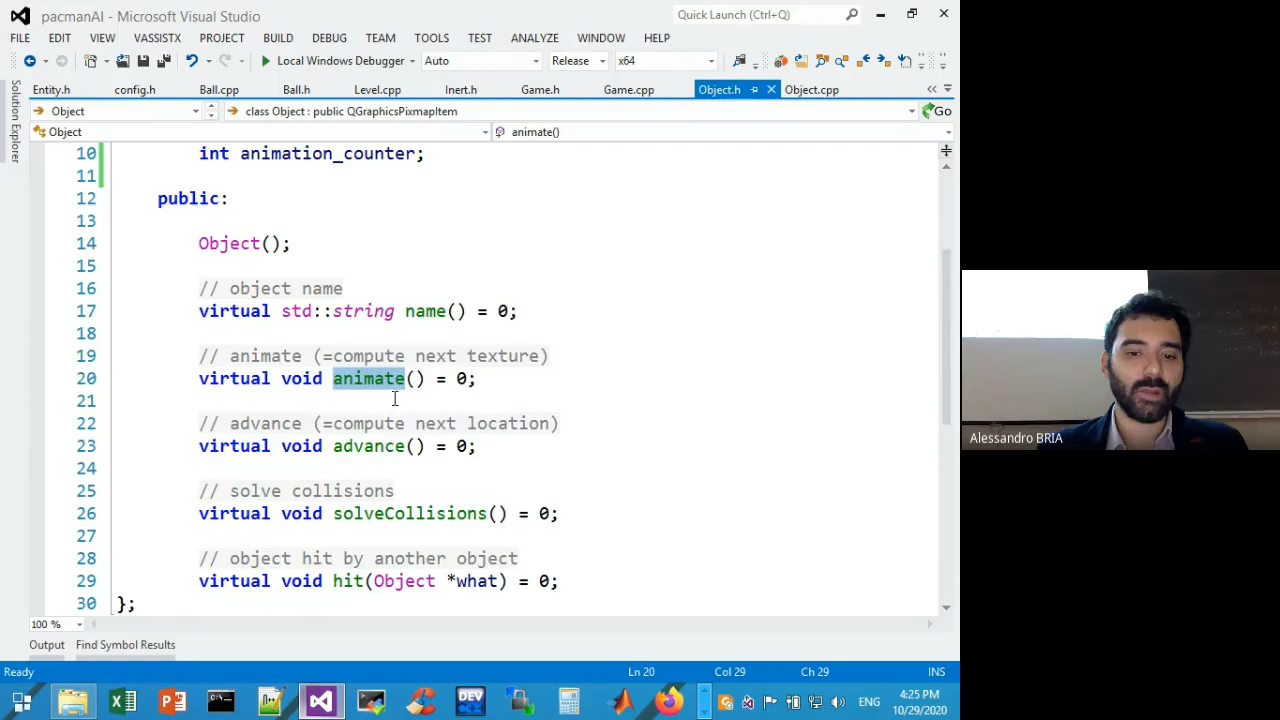 pacmanAI - Microsoft Visual Studio
Quick Launch (Ctrl+Q)
FILE EDIT VIEW VASSISTX PROJECT BUILD DEBUG TEAM TOOLS TEST ANALYZE WINDOW HELP
Local Windows Debugger Auto Release x64
Solution Explorer
Entity.h config.h Ball.cpp Ball.h Level.cpp Inert.h Game.h Game.cpp Object.h Object.cpp
Object class Object : public QGraphicsPixmapItem Go
Object animate()
10 int animation_counter;
11
12 public:
13
14 Object();
15
16 // object name
17 virtual std::string name() = 0;
18
19 // animate (=compute next texture)
20 virtual void animate() = 0;
21
22 // advance (=compute next location)
23 virtual void advance() = 0;
24
25 // solve collisions
26 virtual void solveCollisions() = 0;
27
28 // object hit by another object
29 virtual void hit(Object *what) = 0;
30 };
100 %
Output Find Symbol Results
Ready Ln 20 Col 29 Ch 29 INS
DEV
ENG
4:25 PM
10/29/2020
Alessandro BRIA